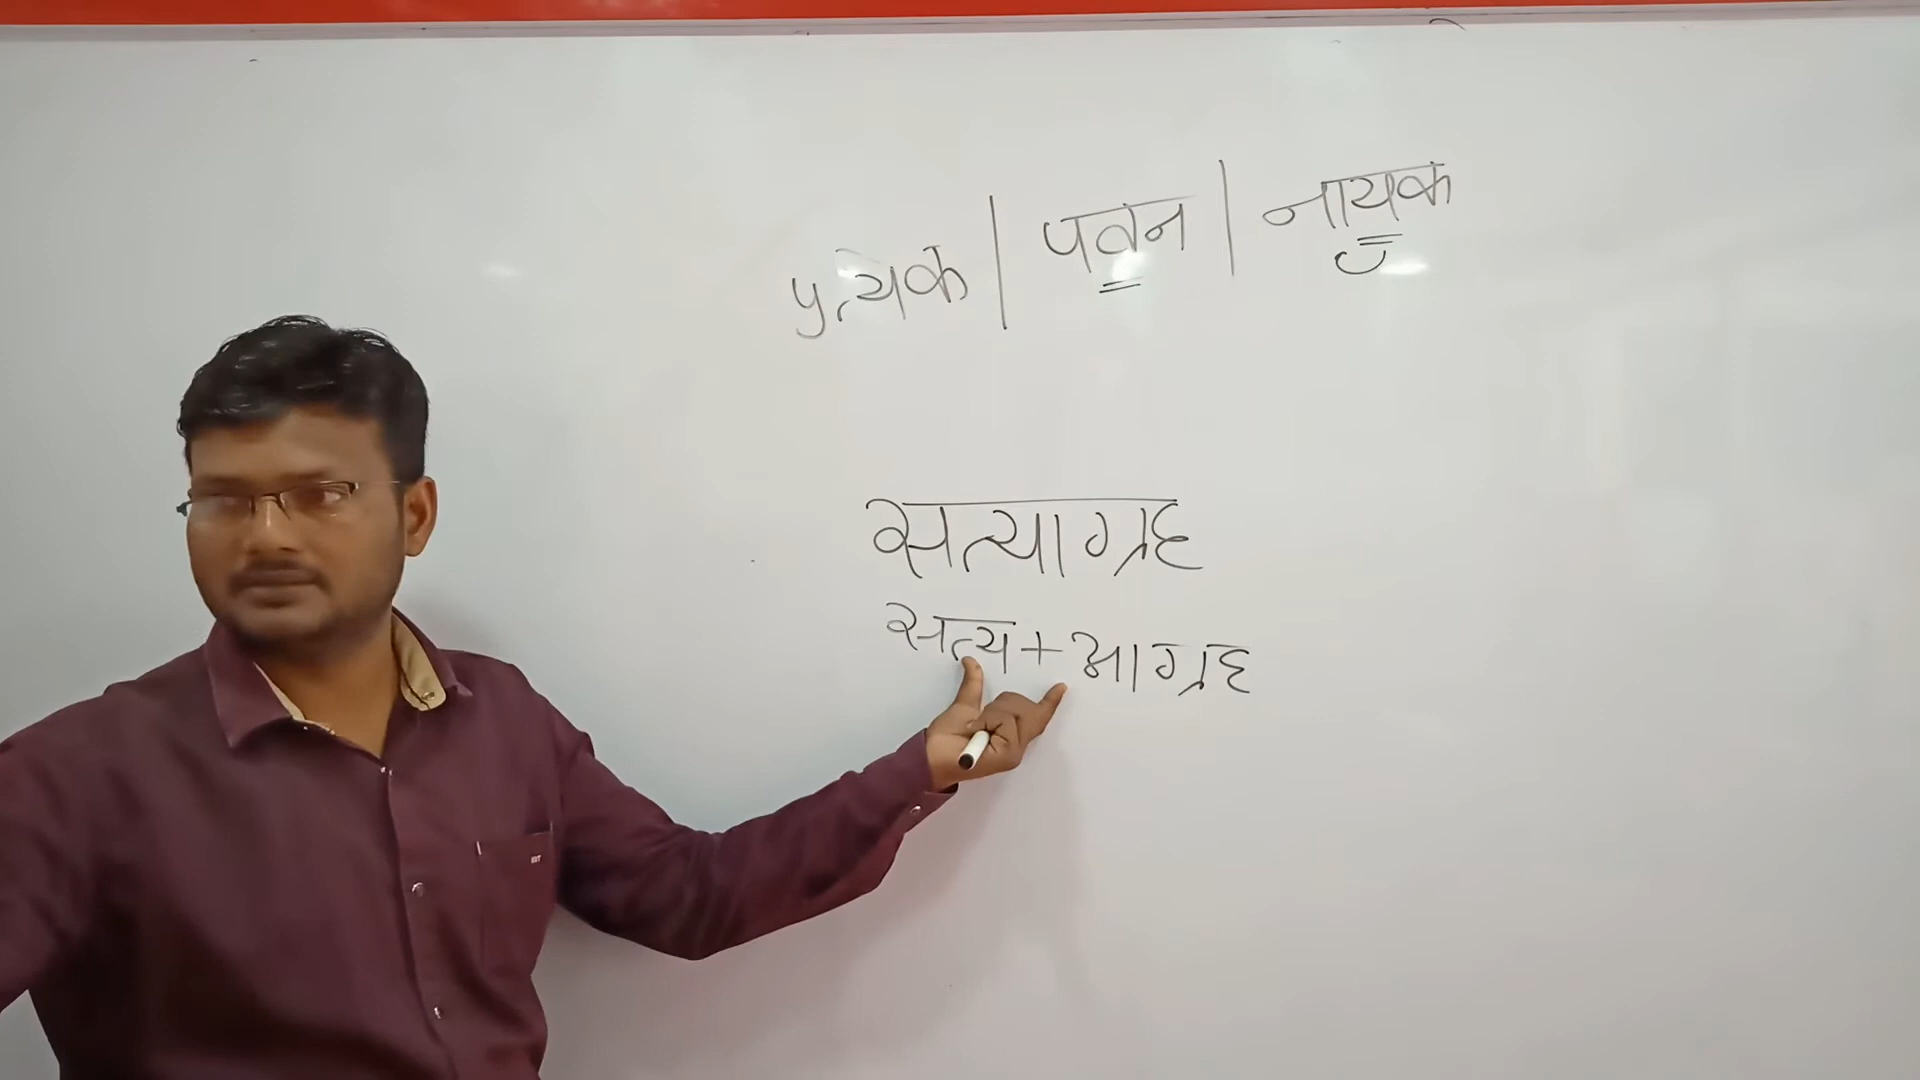 प्रत्येक | पवन | नायक
सत्याग्रह
सत्य + आग्रह